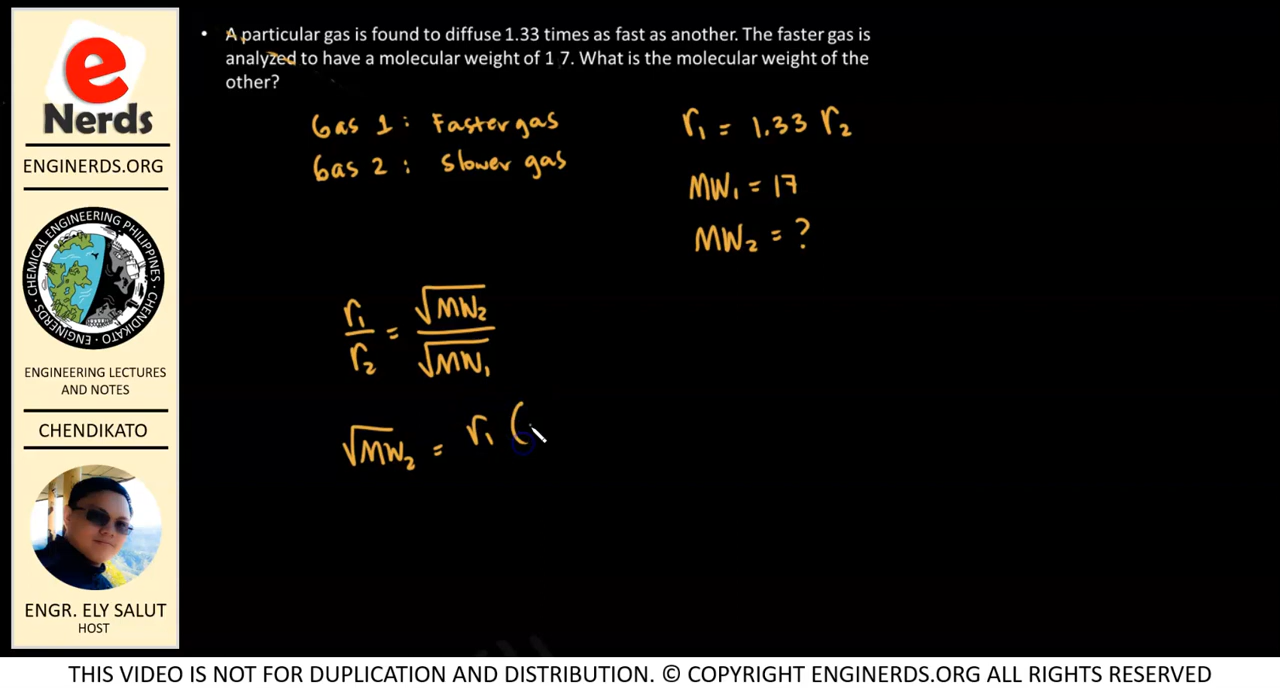 e
Nerds
ENGINERDS.ORG
CHEMICAL ENGINEERING PHILIPPINES
• ENGINERDS: CHENDIKATO •
ENGINEERING LECTURES
AND NOTES
CHENDIKATO
ENGR. ELY SALUT
HOST
• A particular gas is found to diffuse 1.33 times as fast as another. The faster gas is
analyzed to have a molecular weight of 1 7. What is the molecular weight of the
other?
Gas 1 : Faster gas
Gas 2 : Slower gas
r₁ = 1.33 r₂
MW₁ = 17
MW₂ = ?
r₁/r₂ = √MW₂/√MW₁
√MW₂ = r₁ (
THIS VIDEO IS NOT FOR DUPLICATION AND DISTRIBUTION. © COPYRIGHT ENGINERDS.ORG ALL RIGHTS RESERVED